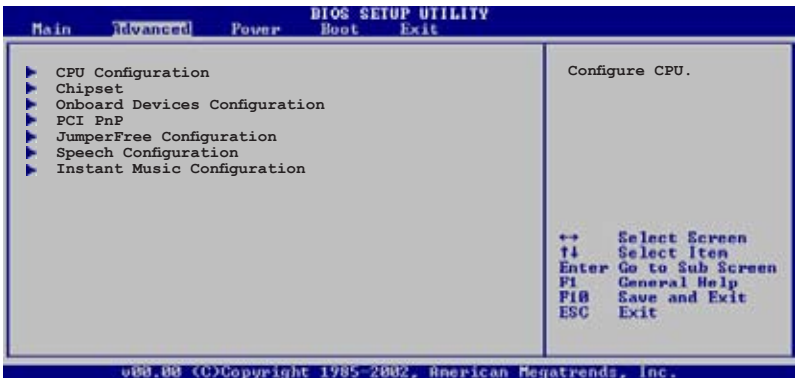 BIOS SETUP UTILITY
Main Advanced Power Boot Exit
CPU Configuration
Chipset
Onboard Devices Configuration
PCI PnP
JumperFree Configuration
Speech Configuration
Instant Music Configuration
Configure CPU.
↔ Select Screen
↑↓ Select Item
Enter Go to Sub Screen
F1 General Help
F10 Save and Exit
ESC Exit
v00.00 (C)Copyright 1985-2002, American Megatrends, Inc.